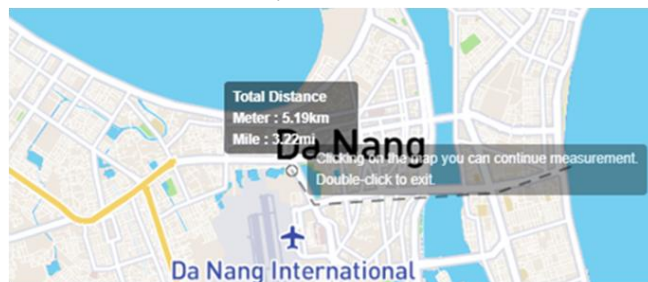 Total Distance
Meter : 5.19km
Mile : 3.22mi
Da Nang
Clicking on the map you can continue measurement.
Double-click to exit.
Da Nang International